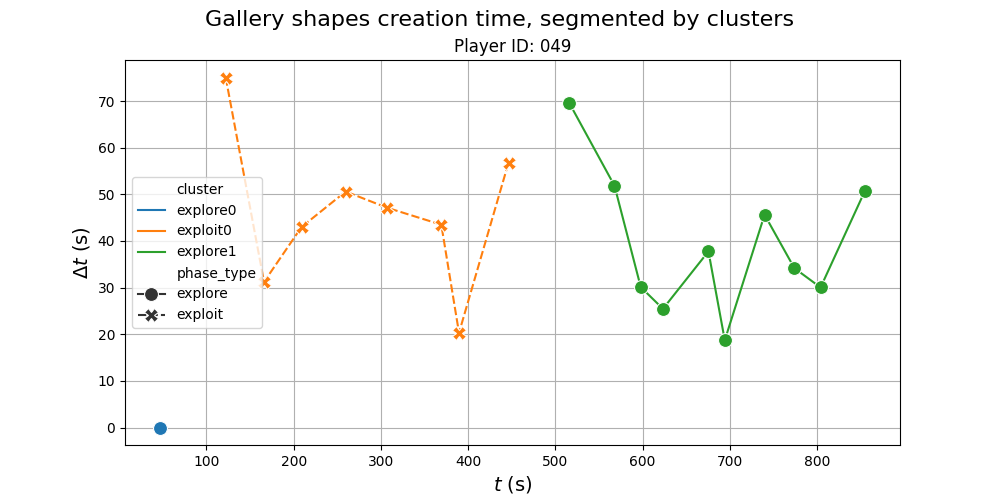 Gallery shapes creation time, segmented by clusters
Player ID: 049
70
60
50
40
30
20
10
0
Δt (s)
cluster
explore0
exploit0
explore1
phase_type
explore
exploit
100 200 300 400 500 600 700 800
t (s)